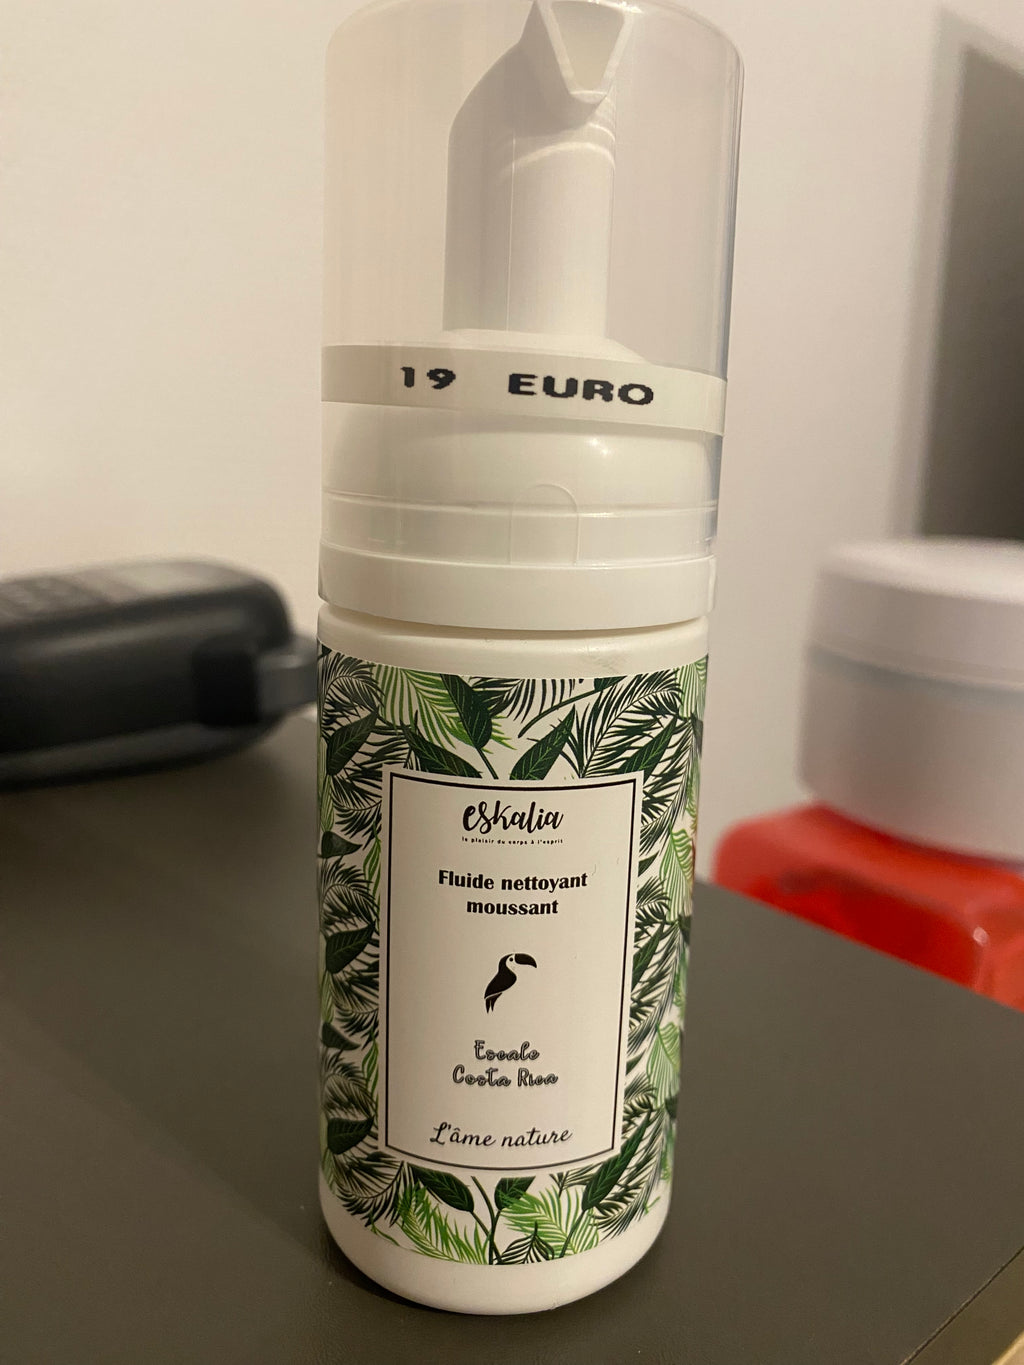 19 EURO
eskalia
le plaisir du corps à l'esprit
Fluide nettoyant
moussant
Escale
Costa Rica
L'âme nature